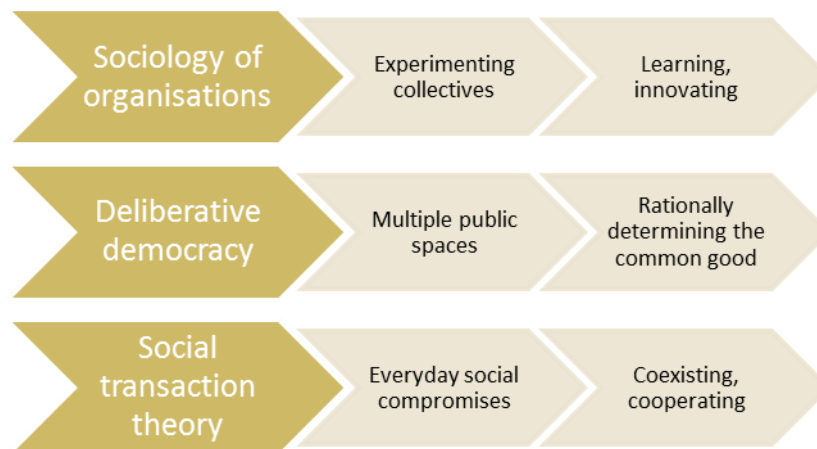 Sociology of
organisations
Experimenting
collectives
Learning,
innovating
Deliberative
democracy
Multiple public
spaces
Rationally
determining the
common good
Social
transaction
theory
Everyday social
compromises
Coexisting,
cooperating